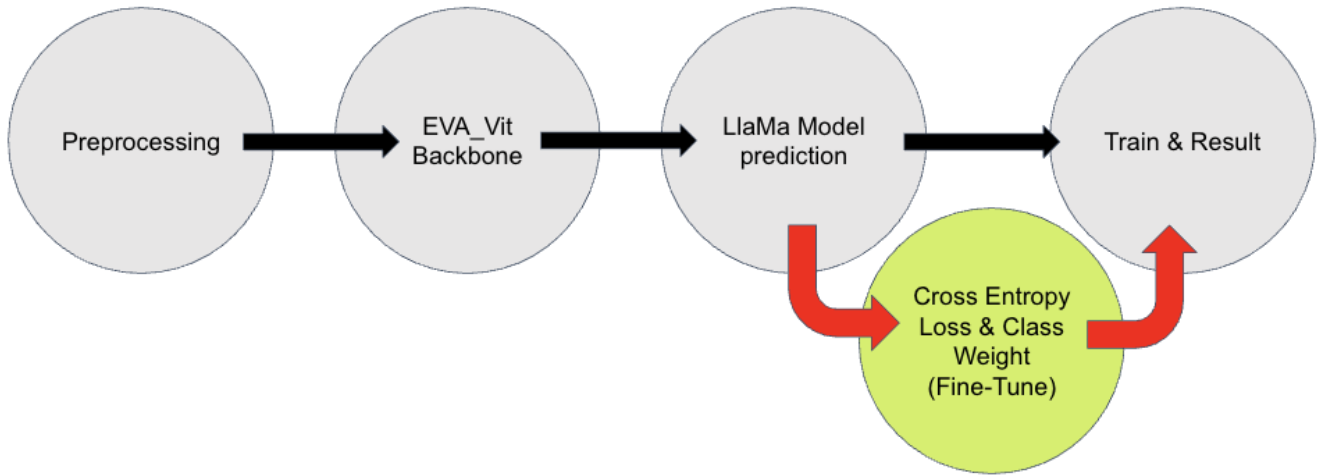 Preprocessing
EVA_Vit
Backbone
LlaMa Model
prediction
Train & Result
Cross Entropy
Loss & Class
Weight
(Fine-Tune)